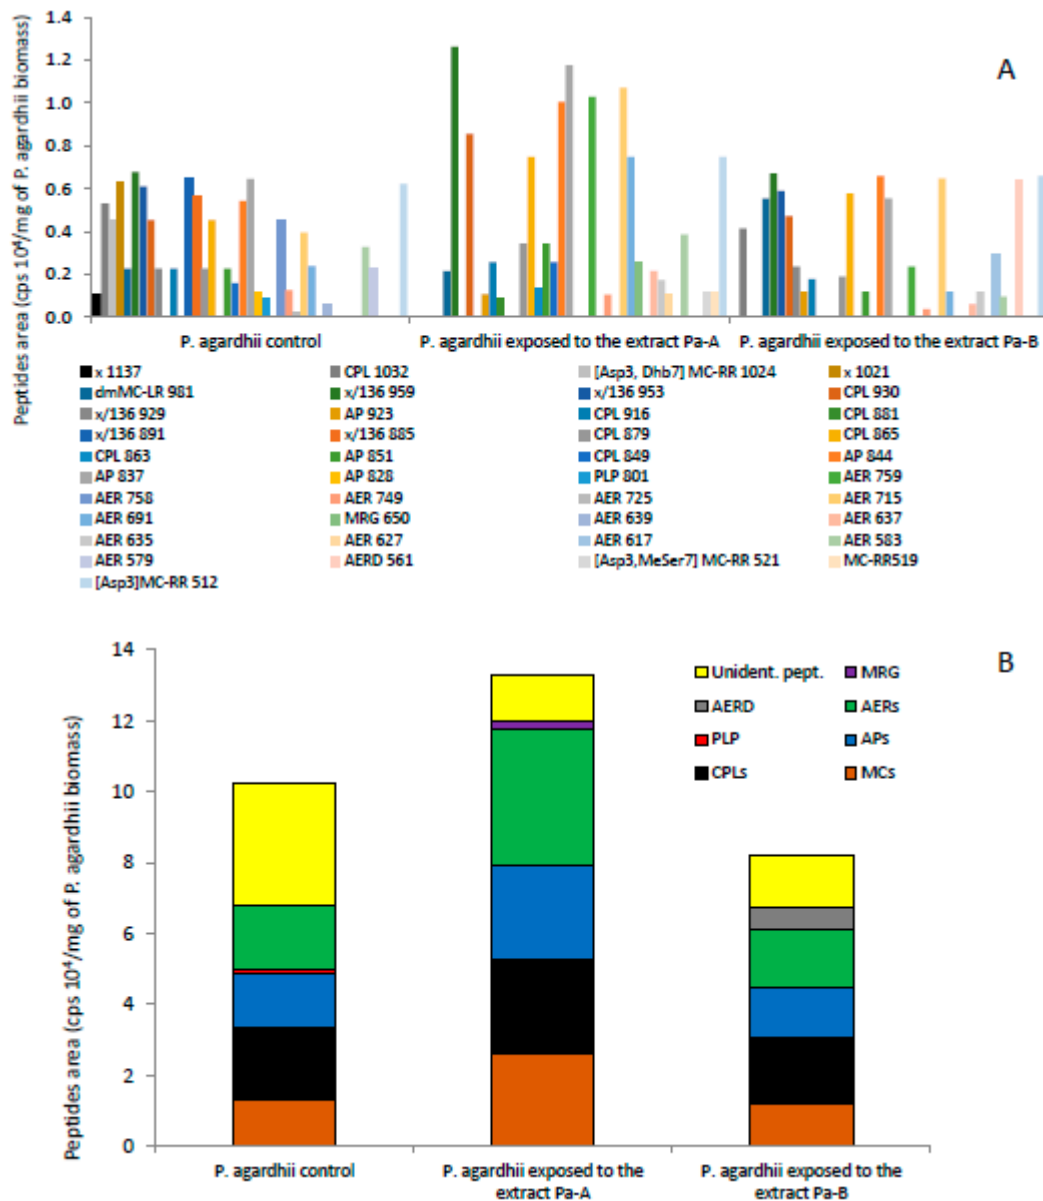 A
Peptides area (cps 10⁴/mg of P. agardhii biomass)
1.4
1.2
1.0
0.8
0.6
0.4
0.2
0.0
P. agardhii control P. agardhii exposed to the extract Pa-A P. agardhii exposed to the extract Pa-B
x 1137 CPL 1032 [Asp3, Dhb7] MC-RR 1024 x 1021
dmMC-LR 981 x/136 959 x/136 953 CPL 930
x/136 929 AP 923 CPL 916 CPL 881
x/136 891 x/136 885 CPL 879 CPL 865
CPL 863 AP 851 CPL 849 AP 844
AP 837 AP 828 PLP 801 AER 759
AER 758 AER 749 AER 725 AER 715
AER 691 MRG 650 AER 639 AER 637
AER 635 AER 627 AER 617 AER 583
AER 579 AERD 561 [Asp3,MeSer7] MC-RR 521 MC-RR519
[Asp3]MC-RR 512
B
Peptides area (cps 10⁴/mg of P. agardhii biomass)
14
12
10
8
6
4
2
0
Unident. pept. MRG
AERD AERs
PLP APs
CPLs MCs
P. agardhii control P. agardhii exposed to the P. agardhii exposed to the
extract Pa-A extract Pa-B